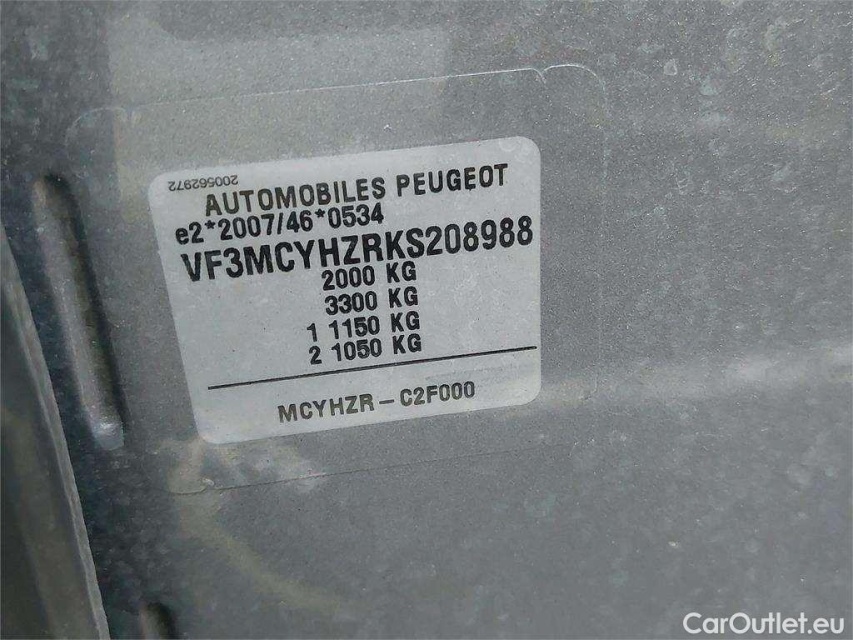 200562972
AUTOMOBILES PEUGEOT
e2*2007/46*0534
VF3MCYHZRKS208988
2000 KG
3300 KG
1 1150 KG
2 1050 KG
MCYHZR-C2F000
CarOutlet.eu